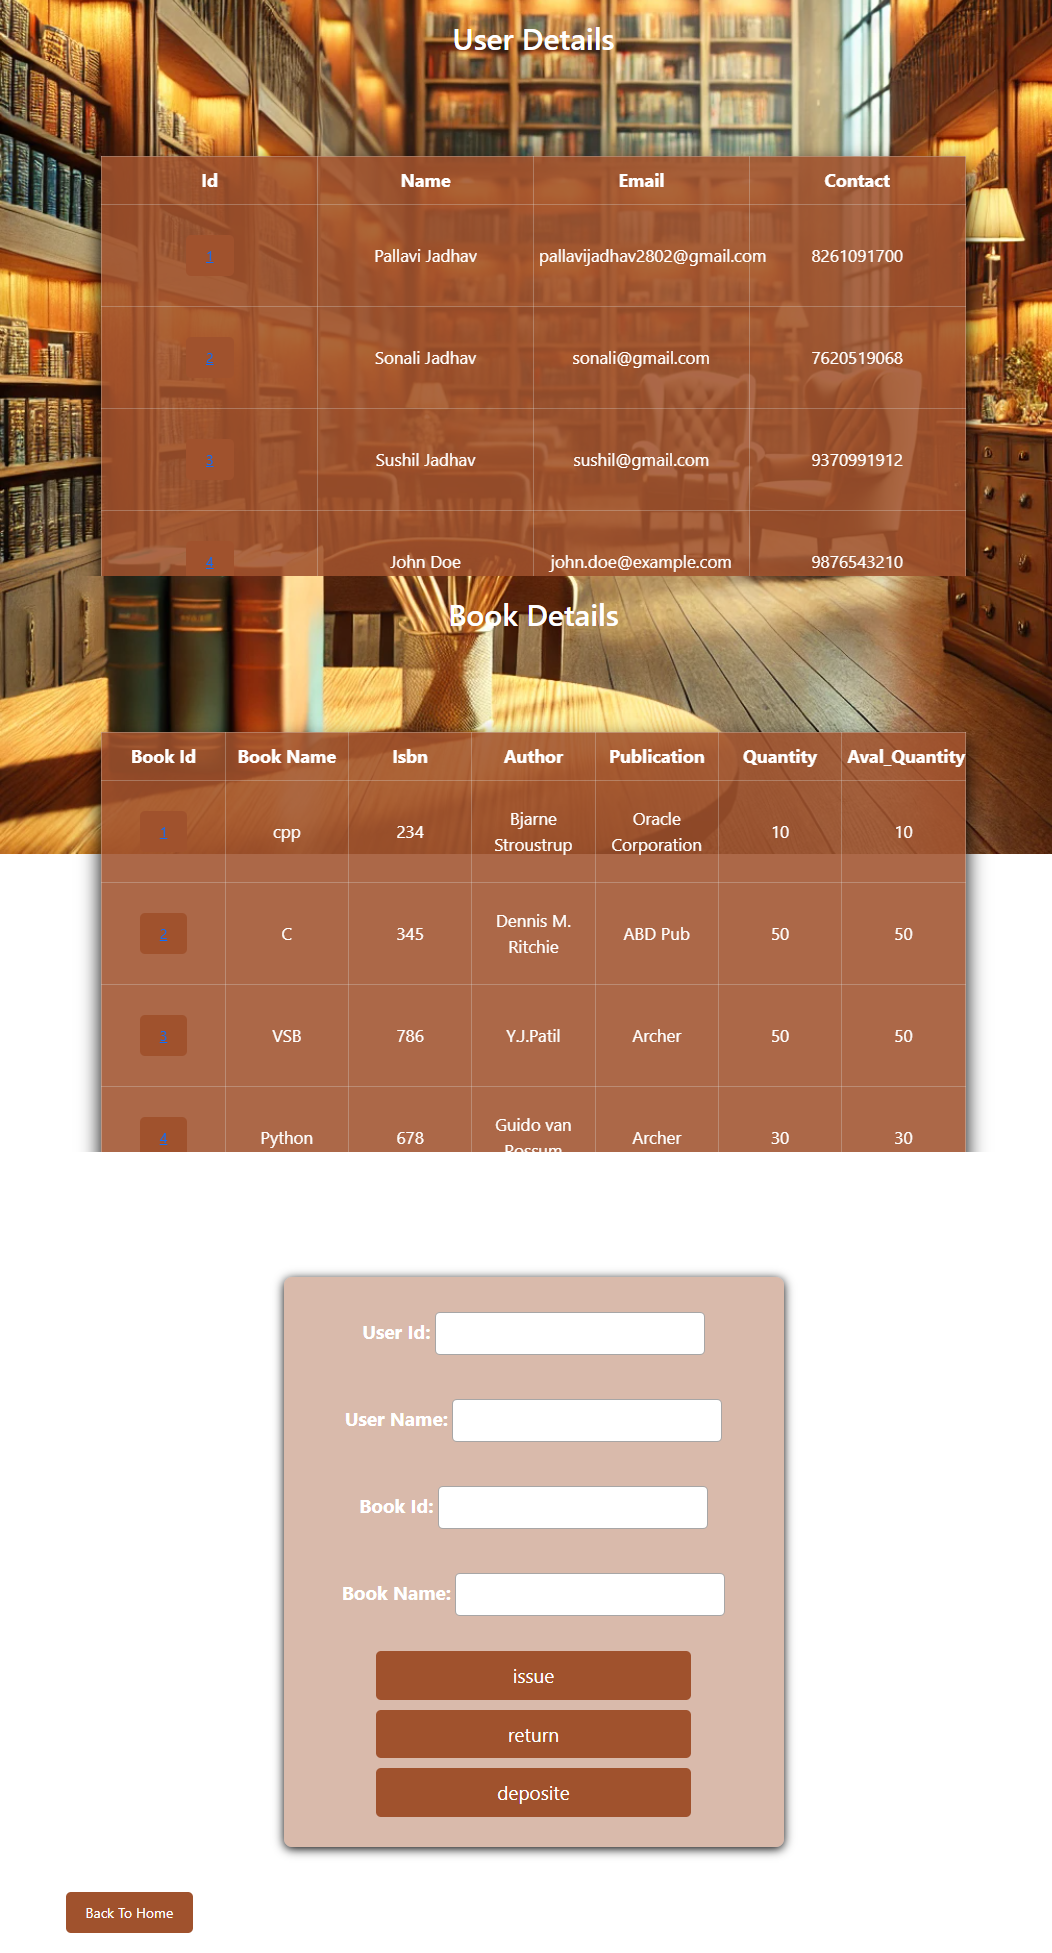 User Details
Id Name Email Contact
1 Pallavi Jadhav pallavijadhav2802@gmail.com 8261091700
2 Sonali Jadhav sonali@gmail.com 7620519068
3 Sushil Jadhav sushil@gmail.com 9370991912
4 John Doe john.doe@example.com 9876543210
Book Details
Book Id Book Name Isbn Author Publication Quantity Aval_Quantity
1 cpp 234 Bjarne Stroustrup Oracle Corporation 10 10
2 C 345 Dennis M. Ritchie ABD Pub 50 50
3 VSB 786 Y.J.Patil Archer 50 50
4 Python 678 Guido van Rossum Archer 30 30
User Id:
User Name:
Book Id:
Book Name:
issue
return
deposite
Back To Home